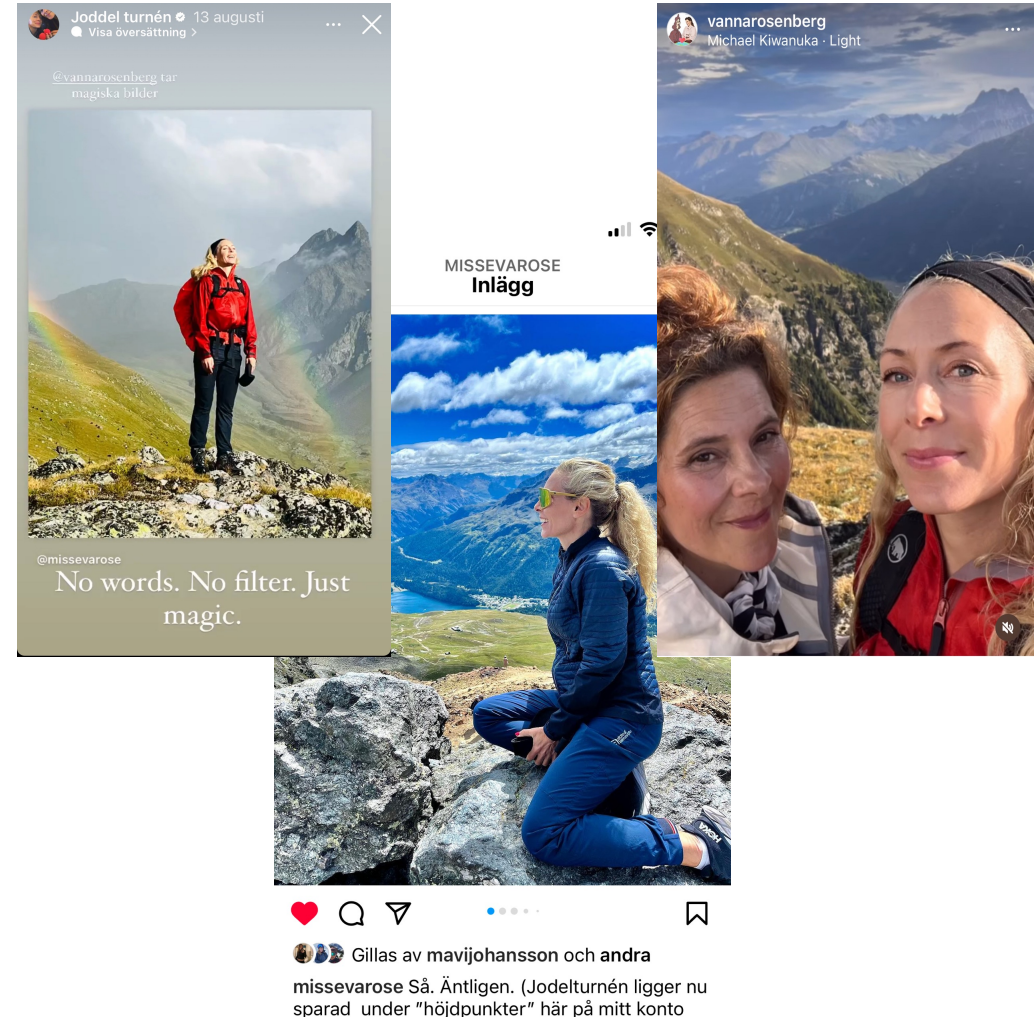 Joddel turnén 13 augusti
Visa översättning
@vannarosenberg tar
magiska bilder
@missevarose
No words. No filter. Just
magic.
MISSEVAROSE
Inlägg
vannarosenberg
Michael Kiwanuka · Light
HOKA
Gillas av mavijohansson och andra
missevarose Så. Äntligen. (Jodelturnén ligger nu
sparad under "höjdpunkter" här på mitt konto